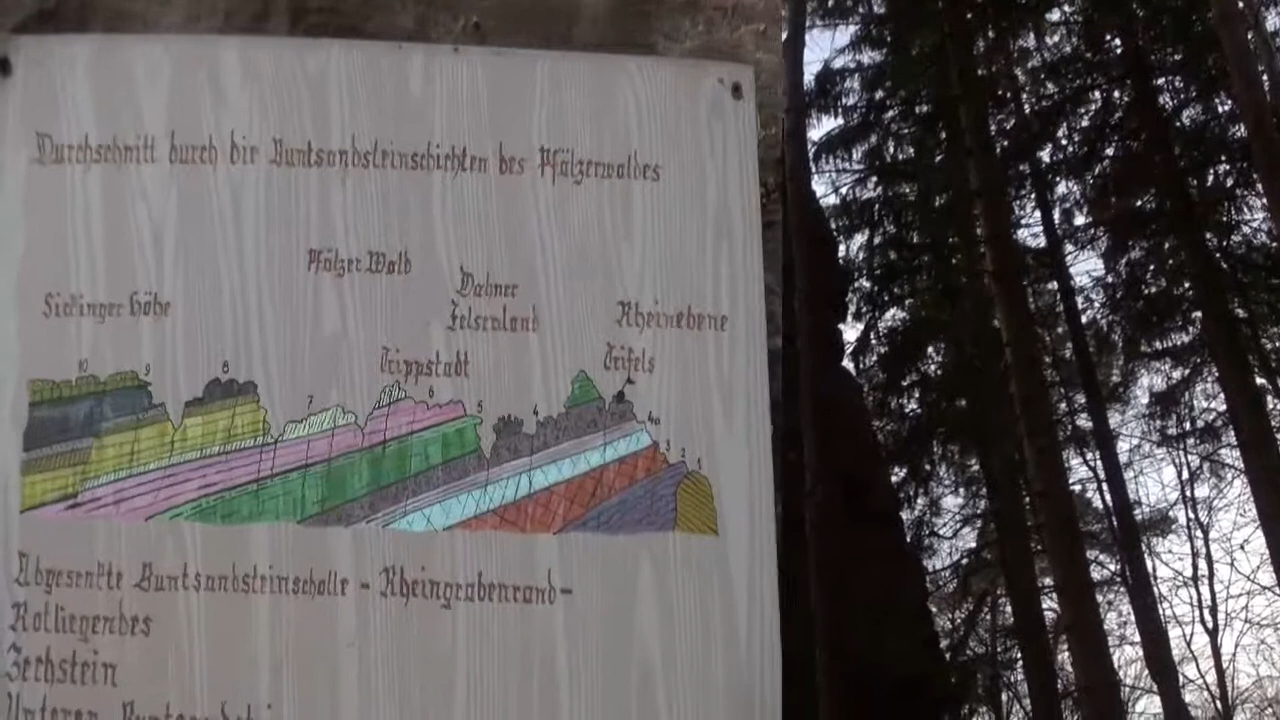 Durchschnitt durch die Buntsandsteinschichten des Pfälzerwaldes
Pfälzer Wald
Dahner
Felsenland
Sickinger Höhe
Rheinebene
Trippstadt
Trifels
10 9 8 7 6 5 4 4a 3 2 1
Abgesenkte Buntsandsteinscholle - Rheingrabenrand-
Rotliegendes
Zechstein
Unterer